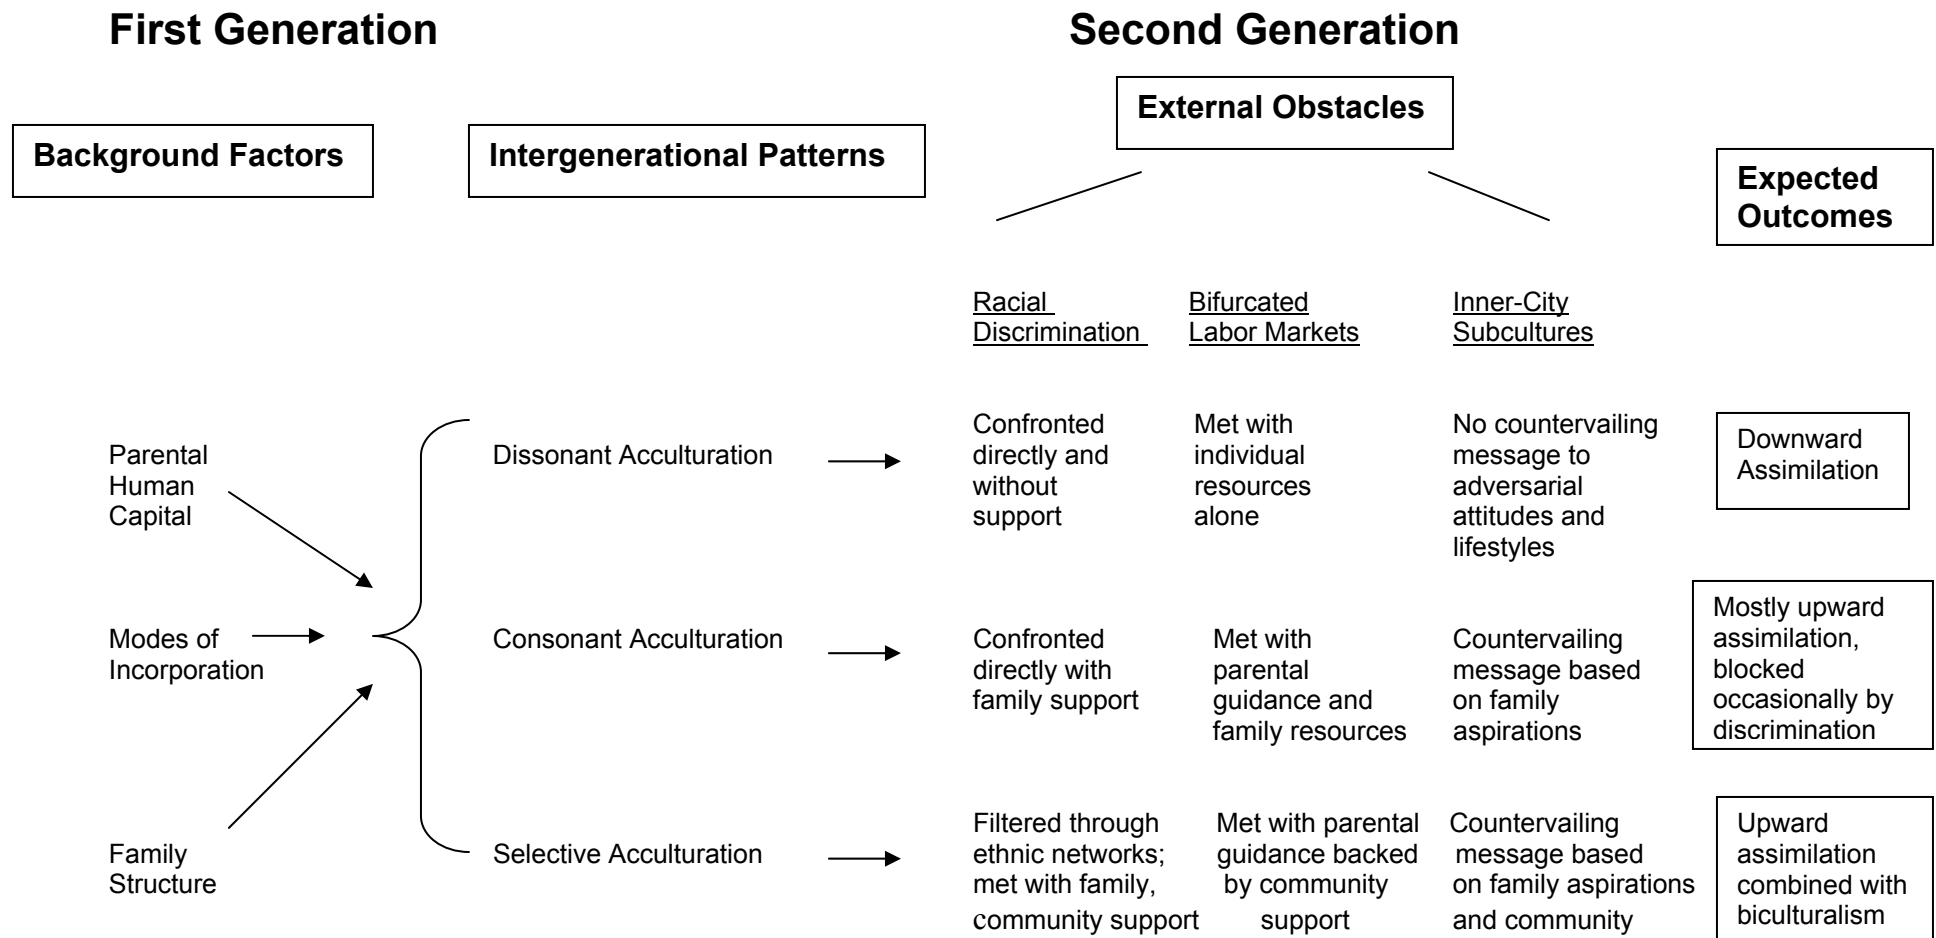 First Generation
Second Generation
External Obstacles
Background Factors
Intergenerational Patterns
Expected
Outcomes
Racial
Discrimination
Bifurcated
Labor Markets
Inner-City
Subcultures
Parental
Human
Capital
Modes of
Incorporation
Family
Structure
Dissonant Acculturation
Confronted
directly and
without
support
Met with
individual
resources
alone
No countervailing
message to
adversarial
attitudes and
lifestyles
Downward
Assimilation
Consonant Acculturation
Confronted
directly with
family support
Met with
parental
guidance and
family resources
Countervailing
message based
on family
aspirations
Mostly upward
assimilation,
blocked
occasionally by
discrimination
Selective Acculturation
Filtered through
ethnic networks;
met with family,
community support
Met with parental
guidance backed
by community
support
Countervailing
message based
on family aspirations
and community
Upward
assimilation
combined with
biculturalism